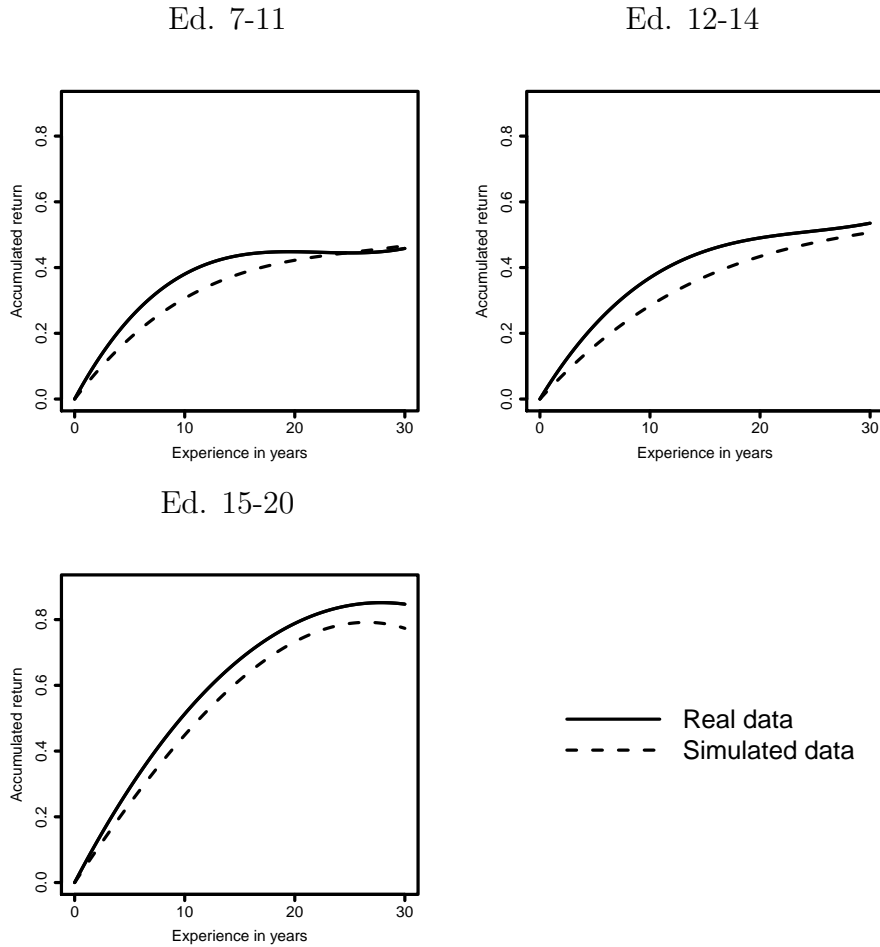 Ed. 7-11
Ed. 12-14
Accumulated return
0.0 0.2 0.4 0.6 0.8
0 10 20 30
Experience in years
Accumulated return
0.0 0.2 0.4 0.6 0.8
0 10 20 30
Experience in years
Ed. 15-20
Accumulated return
0.0 0.2 0.4 0.6 0.8
0 10 20 30
Experience in years
Real data
Simulated data